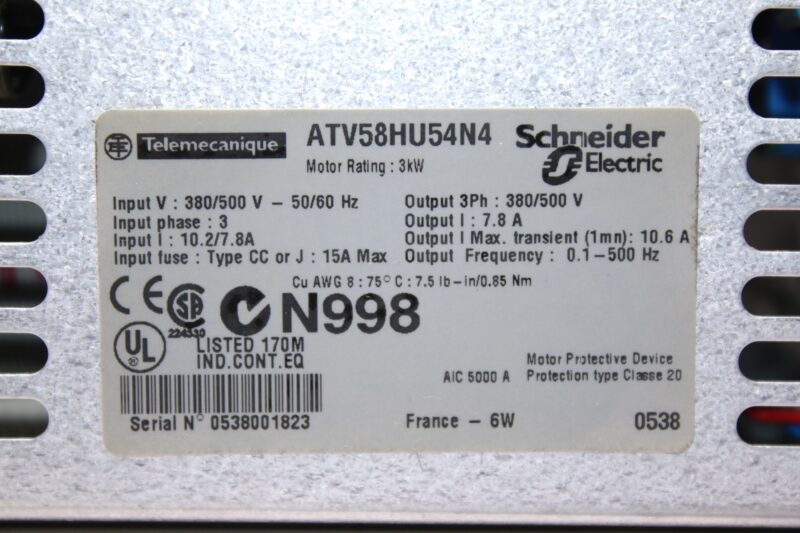 Telemecanique ATV58HU54N4 Schneider Electric
Motor Rating : 3kW
Input V : 380/500 V – 50/60 Hz
Input phase : 3
Input I : 10.2/7.8A
Input fuse : Type CC or J : 15A Max
Output 3Ph : 380/500 V
Output I : 7.8 A
Output I Max. transient (1mn): 10.6 A
Output Frequency : 0.1–500 Hz
Cu AWG 8 : 75° C : 7.5 lb–in/0.85 Nm
CE SA 224330 N998
UL LISTED 170M
IND.CONT.EQ
Motor Protective Device
AIC 5000 A Protection type Classe 20
Serial N° 0538001823
France – 6W
0538